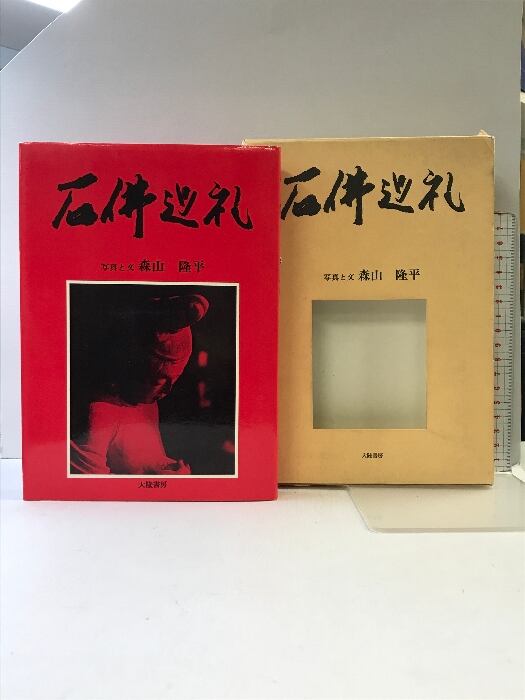 石佛巡礼
写真と文 森山 隆平
大陸書房
石佛巡礼
写真と文 森山 隆平
大陸書房